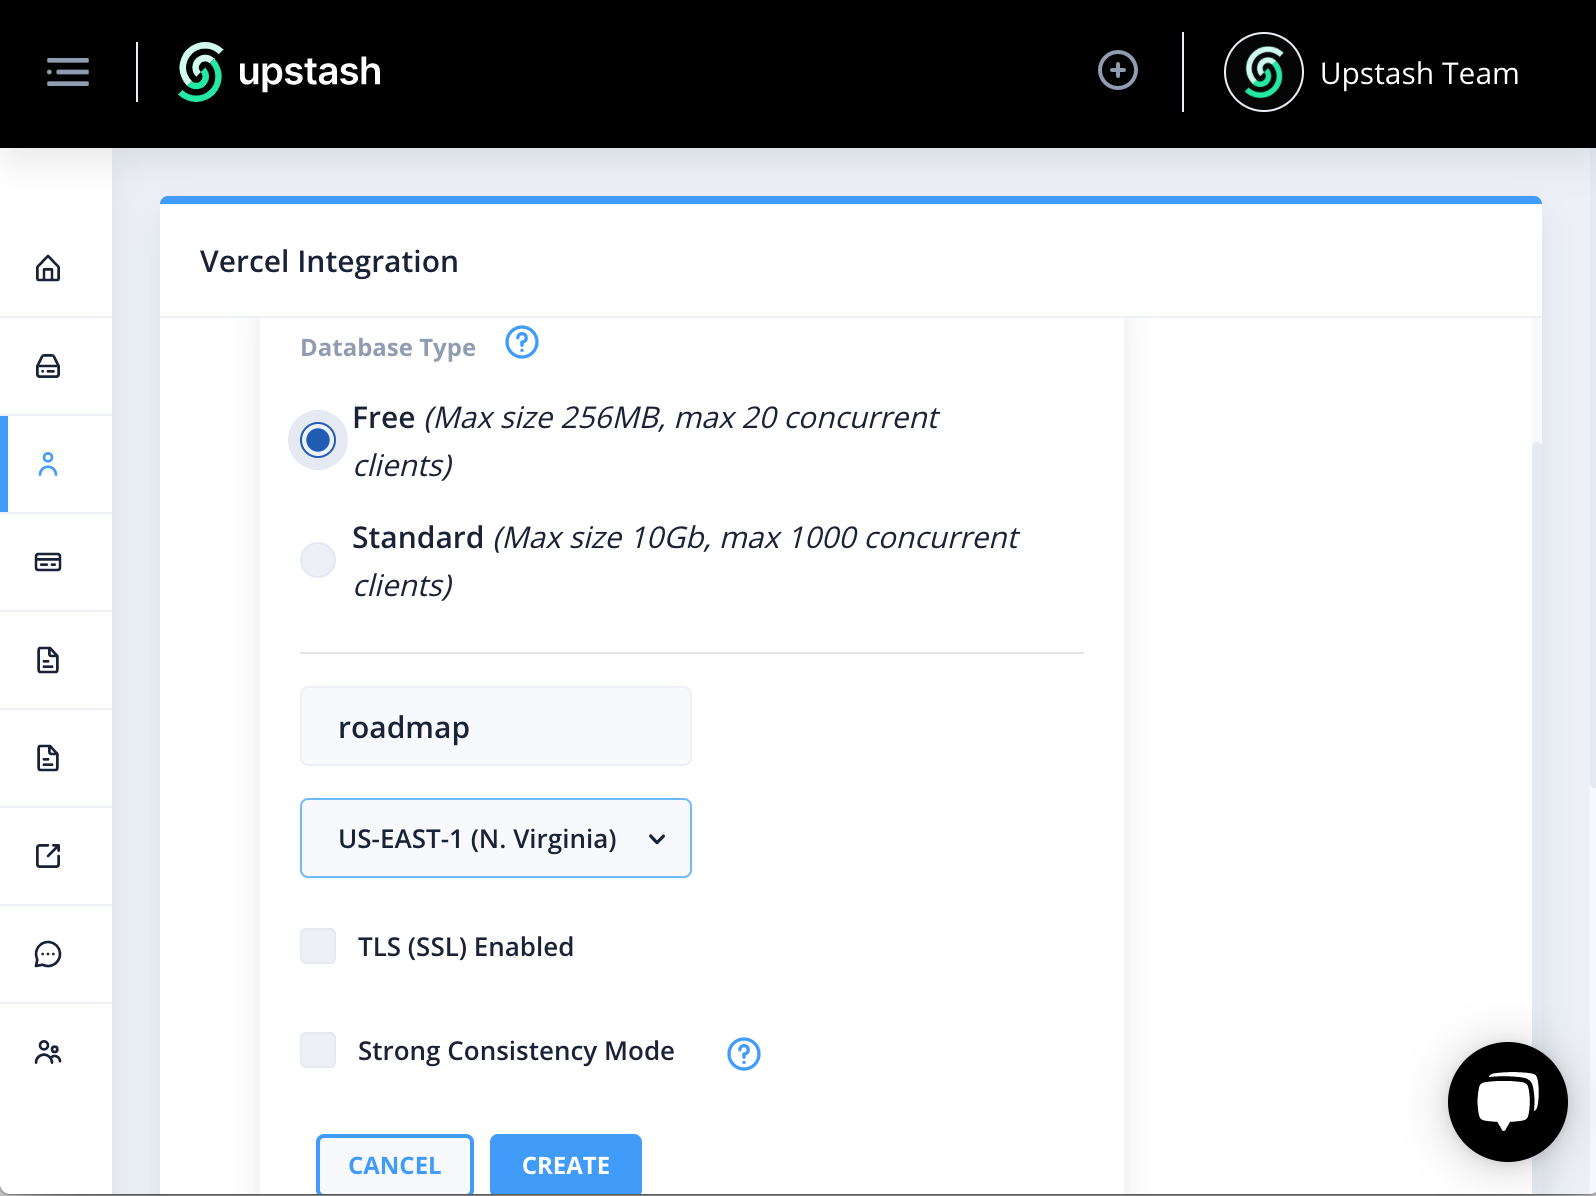 upstash
Upstash Team
Vercel Integration
Database Type
Free (Max size 256MB, max 20 concurrent
clients)
Standard (Max size 10Gb, max 1000 concurrent
clients)
roadmap
US-EAST-1 (N. Virginia)
TLS (SSL) Enabled
Strong Consistency Mode
CANCEL CREATE